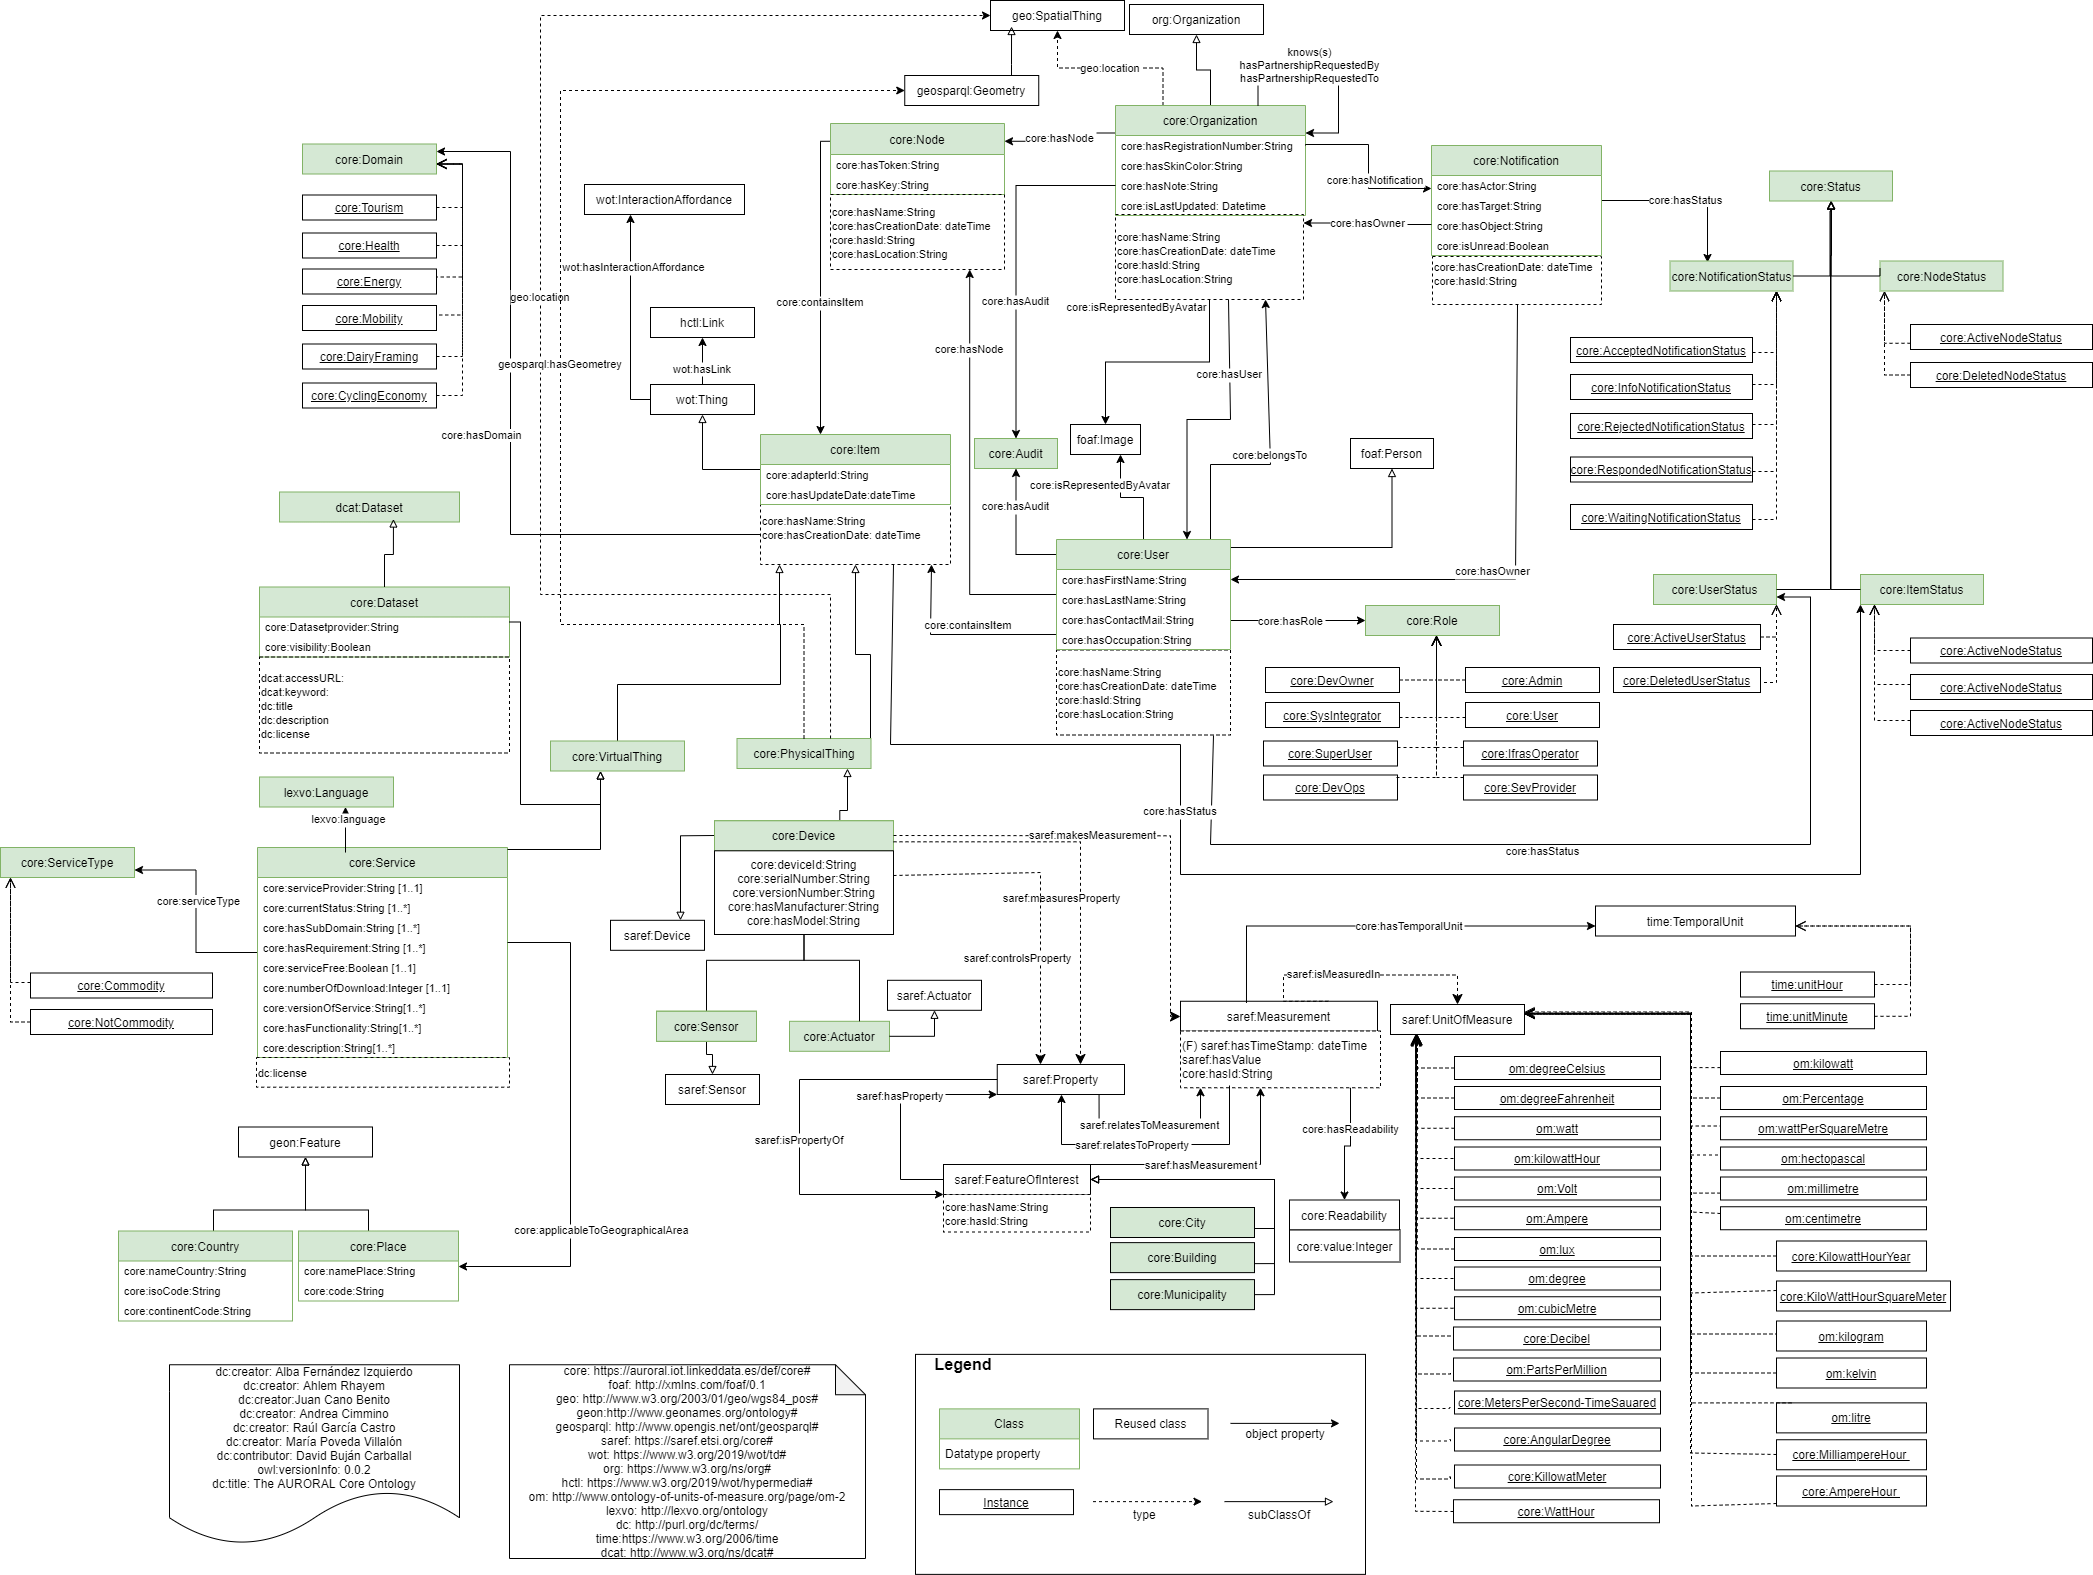 geo:SpatialThing
org:Organization
knows(s)
hasPartnershipRequestedBy
hasPartnershipRequestedTo
geo:location
geosparql:Geometry
core:Organization
core:hasRegistrationNumber:String
core:hasSkinColor:String
core:hasNote:String
core:isLastUpdated: Datetime
core:hasName:String
core:hasCreationDate: dateTime
core:hasId:String
core:hasLocation:String
core:Node
core:hasToken:String
core:hasKey:String
core:hasName:String
core:hasCreationDate: dateTime
core:hasId:String
core:hasLocation:String
core:hasNode
core:Notification
core:hasActor:String
core:hasTarget:String
core:hasObject:String
core:isUnread:Boolean
core:hasCreationDate: dateTime
core:hasId:String
core:hasNotification
core:hasOwner
core:hasStatus
core:Status
core:NotificationStatus
core:NodeStatus
core:ActiveNodeStatus
core:DeletedNodeStatus
core:AcceptedNotificationStatus
core:InfoNotificationStatus
core:RejectedNotificationStatus
core:RespondedNotificationStatus
core:WaitingNotificationStatus
core:Domain
core:Tourism
core:Health
core:Energy
core:Mobility
core:DairyFraming
core:CyclingEconomy
wot:InteractionAffordance
wot:hasInteractionAffordance
geo:location
hctl:Link
wot:hasLink
wot:Thing
geosparql:hasGeometrey
core:hasDomain
core:containsItem
core:hasAudit
core:isRepresentedByAvatar
core:hasNode
core:hasUser
core:Item
core:adapterId:String
core:hasUpdateDate:dateTime
core:hasName:String
core:hasCreationDate: dateTime
core:Audit
foaf:Image
core:belongsTo
foaf:Person
core:isRepresentedByAvatar
core:hasAudit
dcat:Dataset
core:Dataset
core:Datasetprovider:String
core:visibility:Boolean
dcat:accessURL:
dcat:keyword:
dc:title
dc:description
dc:license
core:User
core:hasFirstName:String
core:hasLastName:String
core:hasContactMail:String
core:hasOccupation:String
core:hasName:String
core:hasCreationDate: dateTime
core:hasId:String
core:hasLocation:String
core:containsItem
core:hasOwner
core:hasRole
core:Role
core:DevOwner
core:Admin
core:SysIntegrator
core:User
core:SuperUser
core:IfrasOperator
core:DevOps
core:SevProvider
core:UserStatus
core:ItemStatus
core:ActiveUserStatus
core:DeletedUserStatus
core:ActiveNodeStatus
core:ActiveNodeStatus
core:ActiveNodeStatus
core:VirtualThing
core:PhysicalThing
core:hasStatus
core:hasStatus
lexvo:Language
lexvo:language
core:ServiceType
core:serviceType
core:Commodity
core:NotCommodity
core:Service
core:serviceProvider:String [1..1]
core:currentStatus:String [1..*]
core:hasSubDomain:String [1..*]
core:hasRequirement:String [1..*]
core:serviceFree:Boolean [1..1]
core:numberOfDownload:Integer [1..1]
core:versionOfService:String[1..*]
core:hasFunctionality:String[1..*]
core:description:String[1..*]
dc:license
core:Device
core:deviceId:String
core:serialNumber:String
core:versionNumber:String
core:hasManufacturer:String
core:hasModel:String
saref:Device
saref:makesMeasurement
saref:measuresProperty
saref:controlsProperty
saref:Actuator
core:Sensor
core:Actuator
saref:Sensor
core:hasTemporalUnit
time:TemporalUnit
time:unitHour
time:unitMinute
saref:isMeasuredIn
saref:Measurement
(F) saref:hasTimeStamp: dateTime
saref:hasValue
core:hasId:String
saref:UnitOfMeasure
saref:Property
saref:hasProperty
saref:isPropertyOf
saref:relatesToMeasurement
saref:relatesToProperty
saref:hasMeasurement
core:hasReadability
saref:FeatureOfInterest
core:hasName:String
core:hasId:String
core:City
core:Building
core:Municipality
core:Readability
core:value:Integer
geon:Feature
core:applicableToGeographicalArea
core:Country
core:nameCountry:String
core:isoCode:String
core:continentCode:String
core:Place
core:namePlace:String
core:code:String
om:degreeCelsius
om:degreeFahrenheit
om:watt
om:kilowattHour
om:Volt
om:Ampere
om:lux
om:degree
om:cubicMetre
core:Decibel
om:PartsPerMillion
core:MetersPerSecond-TimeSauared
core:AngularDegree
core:KillowatMeter
core:WattHour
om:kilowatt
om:Percentage
om:wattPerSquareMetre
om:hectopascal
om:millimetre
om:centimetre
core:KilowattHourYear
core:KiloWattHourSquareMeter
om:kilogram
om:kelvin
om:litre
core:MilliampereHour
core:AmpereHour
dc:creator: Alba Fernández Izquierdo
dc:creator: Ahlem Rhayem
dc:creator:Juan Cano Benito
dc:creator: Andrea Cimmino
dc:creator: Raúl García Castro
dc:creator: María Poveda Villalón
dc:contributor: David Buján Carballal
owl:versionInfo: 0.0.2
dc:title: The AURORAL Core Ontology
core: https://auroral.iot.linkeddata.es/def/core#
foaf: http://xmlns.com/foaf/0.1
geo: http://www.w3.org/2003/01/geo/wgs84_pos#
geon:http://www.geonames.org/ontology#
geosparql: http://www.opengis.net/ont/geosparql#
saref: https://saref.etsi.org/core#
wot: https://www.w3.org/2019/wot/td#
org: https://www.w3.org/ns/org#
hctl: https://www.w3.org/2019/wot/hypermedia#
om: http://www.ontology-of-units-of-measure.org/page/om-2
lexvo: http://lexvo.org/ontology
dc: http://purl.org/dc/terms/
time:https://www.w3.org/2006/time
dcat: http://www.w3.org/ns/dcat#
Legend
Class
Datatype property
Reused class
object property
Instance
type
subClassOf